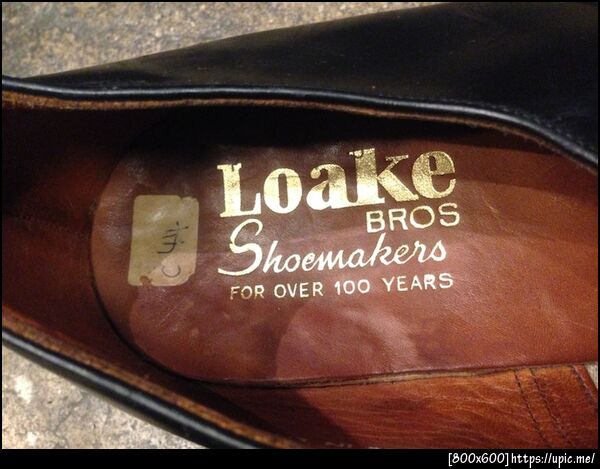 Loake
BROS
Shoemakers
FOR OVER 100 YEARS
[800x600]https://upic.me/